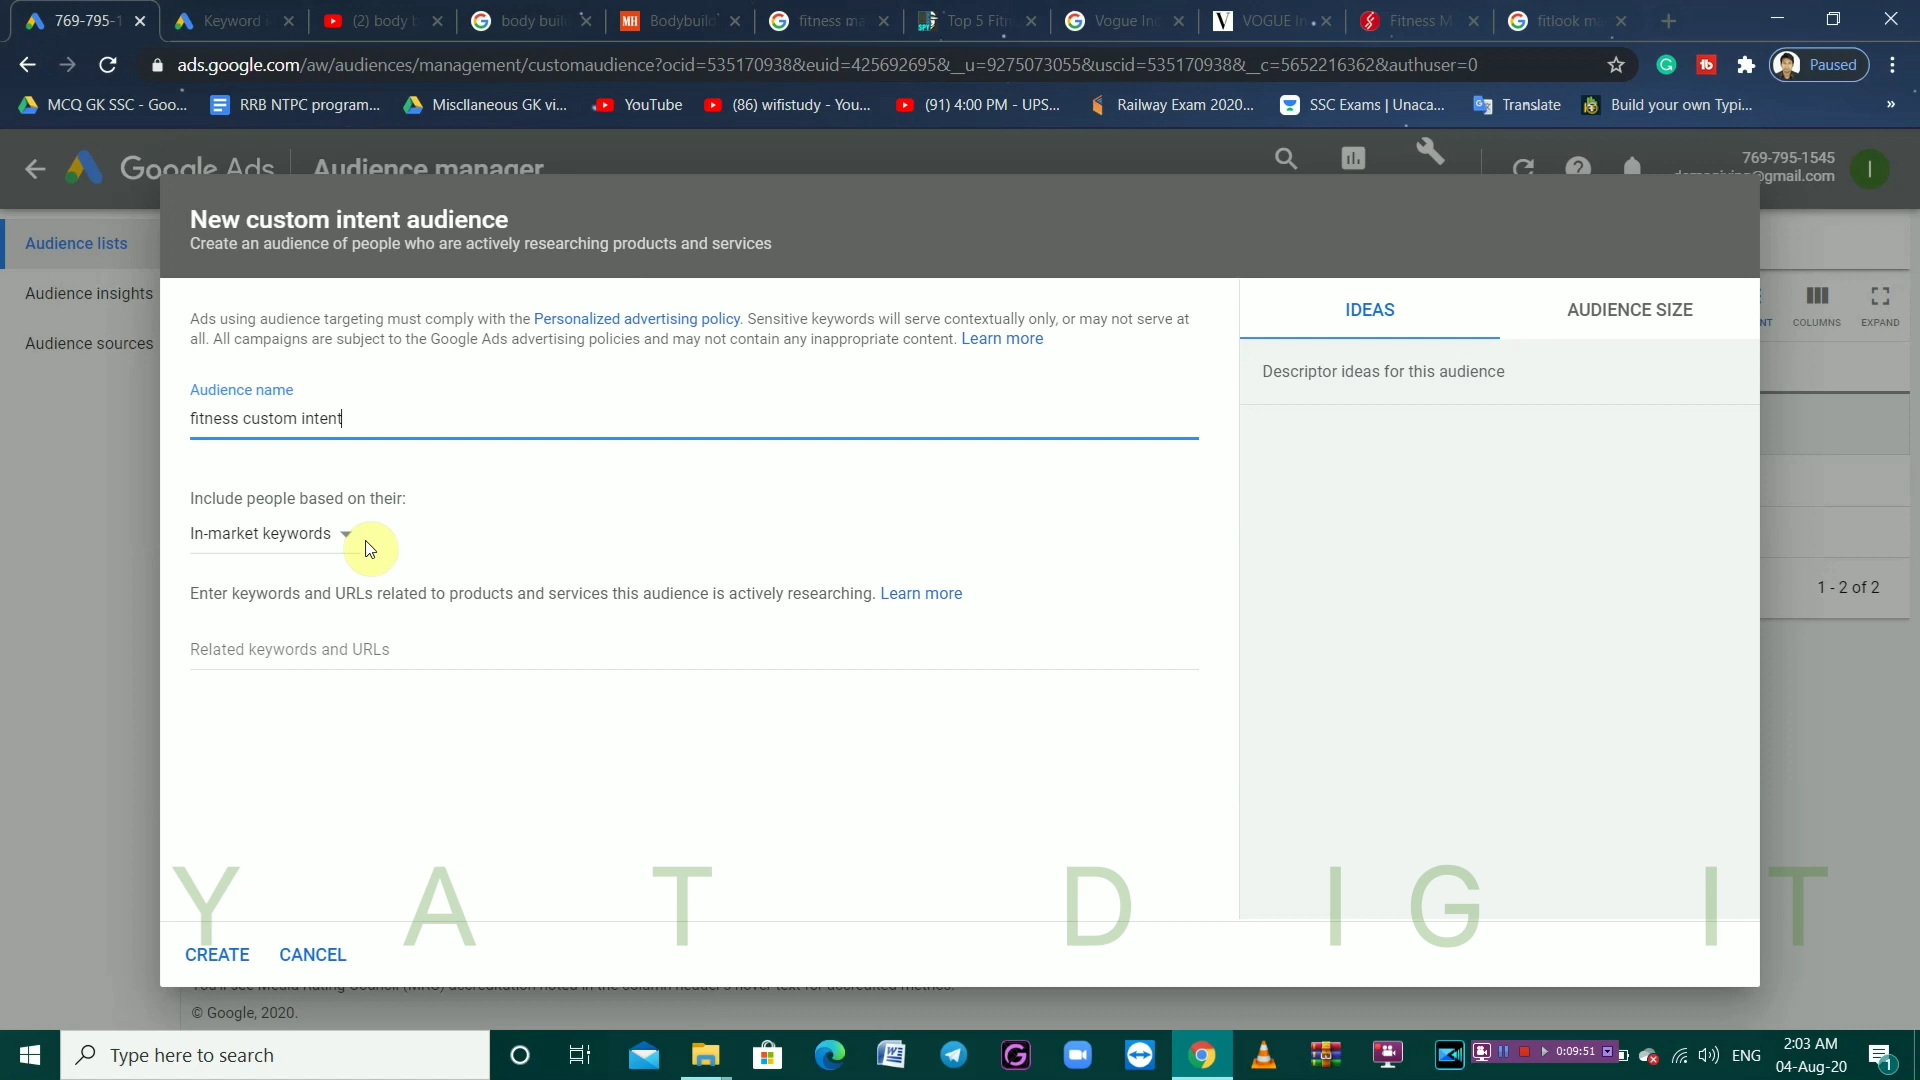 769-795-1
Keyword
(2) body b
body buil
Bodybuil
fitness ma
Top 5 Fitn
Vogue Ind
VOGUE In
Fitness M
fitlook ma
ads.google.com/aw/audiences/management/customaudience?ocid=535170938&euid=425692695&__u=9275073055&uscid=535170938&__c=5652216362&authuser=0
Paused
MCQ GK SSC - Goo...
RRB NTPC program...
Miscllaneous GK vi...
YouTube
(86) wifistudy - You...
(91) 4:00 PM - UPS...
Railway Exam 2020...
SSC Exams | Unaca...
Translate
Build your own Typi...
»
Google Ads
Audience manager
769-795-1545
@gmail.com
I
New custom intent audience
Create an audience of people who are actively researching products and services
Audience lists
Audience insights
Audience sources
COLUMNS
EXPAND
Ads using audience targeting must comply with the Personalized advertising policy. Sensitive keywords will serve contextually only, or may not serve at
all. All campaigns are subject to the Google Ads advertising policies and may not contain any inappropriate content. Learn more
IDEAS
AUDIENCE SIZE
Descriptor ideas for this audience
Audience name
fitness custom intent
Include people based on their:
In-market keywords
Enter keywords and URLs related to products and services this audience is actively researching. Learn more
1 - 2 of 2
Related keywords and URLs
Y A T D I G I T
CREATE
CANCEL
© Google, 2020.
Type here to search
0:09:51
ENG
2:03 AM
04-Aug-20
1